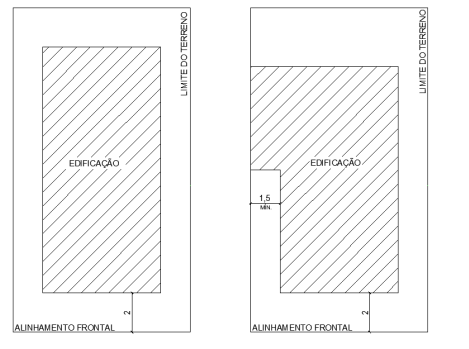 LIMITE DO TERRENO
EDIFICAÇÃO
2
ALINHAMENTO FRONTAL
LIMITE DO TERRENO
EDIFICAÇÃO
1,5
MÍN.
2
ALINHAMENTO FRONTAL